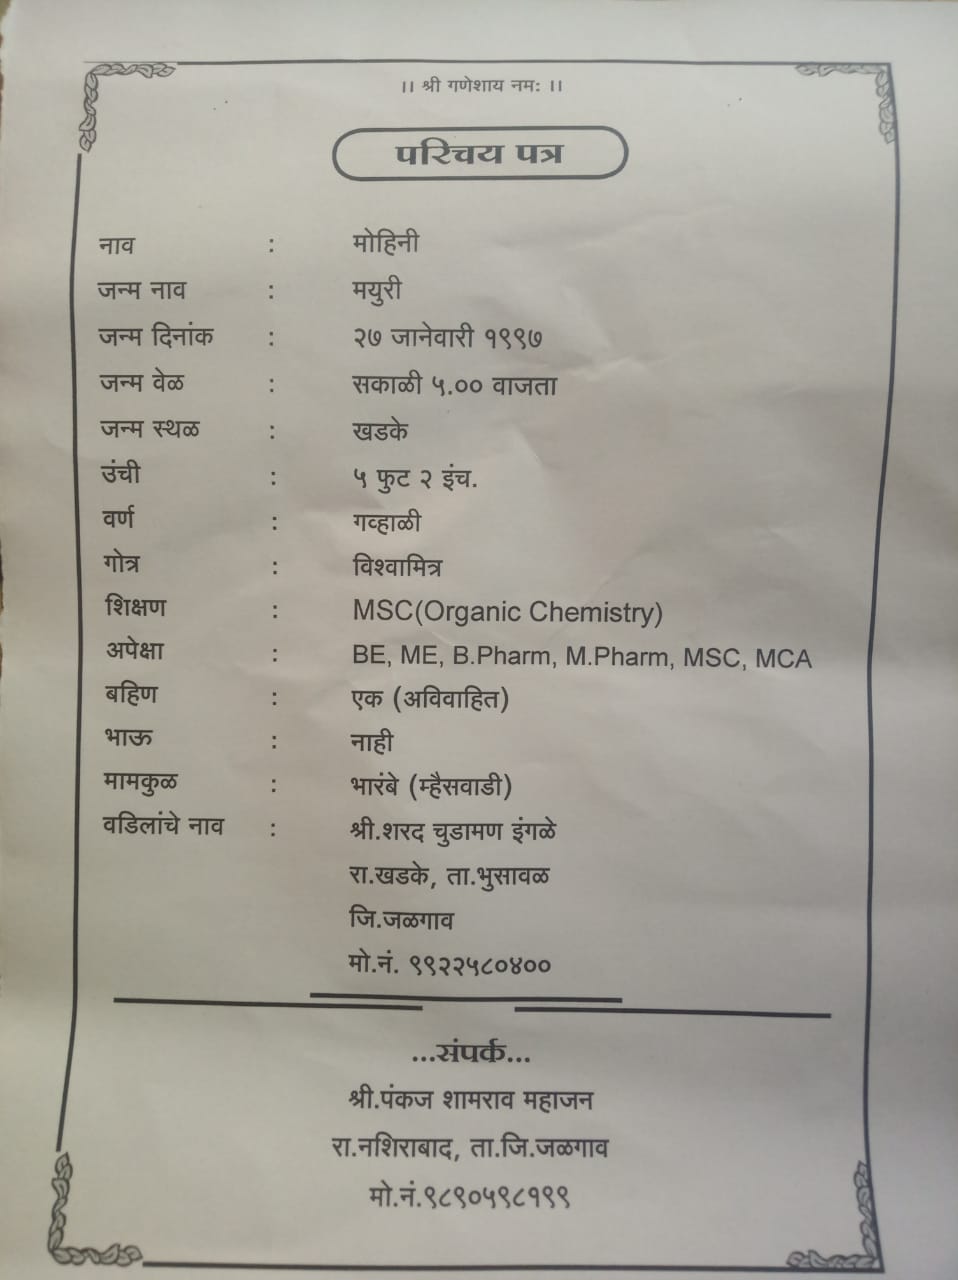 ।। श्री गणेशाय नमः ।।
परिचय पत्र
नाव : मोहिनी
जन्म नाव : मयुरी
जन्म दिनांक : २७ जानेवारी १९९७
जन्म वेळ : सकाळी ५.०० वाजता
जन्म स्थळ : खडके
उंची : ५ फुट २ इंच.
वर्ण : गव्हाळी
गोत्र : विश्वामित्र
शिक्षण : MSC(Organic Chemistry)
अपेक्षा : BE, ME, B.Pharm, M.Pharm, MSC, MCA
बहिण : एक (अविवाहित)
भाऊ : नाही
मामकुळ : भारंबे (म्हैसवाडी)
वडिलांचे नाव : श्री.शरद चुडामण इंगळे
रा.खडके, ता.भुसावळ
जि.जळगाव
मो.नं. ९९२२५८०४००
...संपर्क...
श्री.पंकज शामराव महाजन
रा.नशिराबाद, ता.जि.जळगाव
मो.नं.९८९०५९८१९९